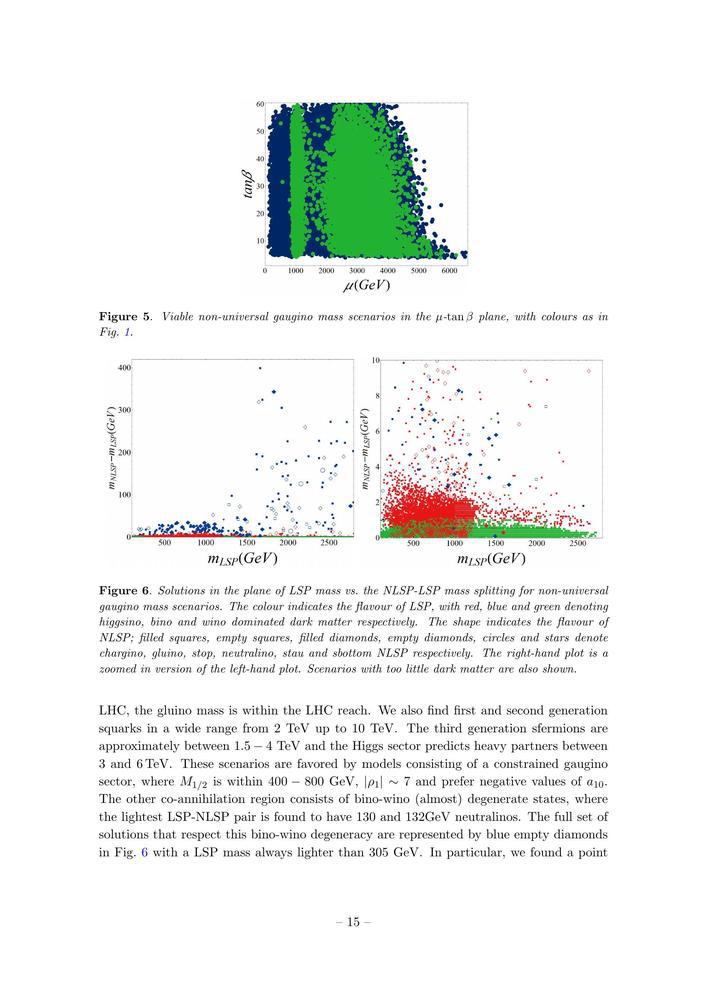 60
50
40
30
20
10
tanβ
0 1000 2000 3000 4000 5000 6000
μ(GeV)
Figure 5. Viable non-universal gaugino mass scenarios in the μ-tan β plane, with colours as in
Fig. 1.
400
300
200
100
0
m_NLSP−m_LSP(GeV)
500 1000 1500 2000 2500
m_LSP(GeV)
10
8
6
4
2
0
m_NLSP−m_LSP(GeV)
500 1000 1500 2000 2500
m_LSP(GeV)
Figure 6. Solutions in the plane of LSP mass vs. the NLSP-LSP mass splitting for non-universal
gaugino mass scenarios. The colour indicates the flavour of LSP, with red, blue and green denoting
higgsino, bino and wino dominated dark matter respectively. The shape indicates the flavour of
NLSP; filled squares, empty squares, filled diamonds, empty diamonds, circles and stars denote
chargino, gluino, stop, neutralino, stau and sbottom NLSP respectively. The right-hand plot is a
zoomed in version of the left-hand plot. Scenarios with too little dark matter are also shown.
LHC, the gluino mass is within the LHC reach. We also find first and second generation
squarks in a wide range from 2 TeV up to 10 TeV. The third generation sfermions are
approximately between 1.5 − 4 TeV and the Higgs sector predicts heavy partners between
3 and 6 TeV. These scenarios are favored by models consisting of a constrained gaugino
sector, where M_{1/2} is within 400 − 800 GeV, |ρ_1| ∼ 7 and prefer negative values of a_{10}.
The other co-annihilation region consists of bino-wino (almost) degenerate states, where
the lightest LSP-NLSP pair is found to have 130 and 132GeV neutralinos. The full set of
solutions that respect this bino-wino degeneracy are represented by blue empty diamonds
in Fig. 6 with a LSP mass always lighter than 305 GeV. In particular, we found a point
– 15 –